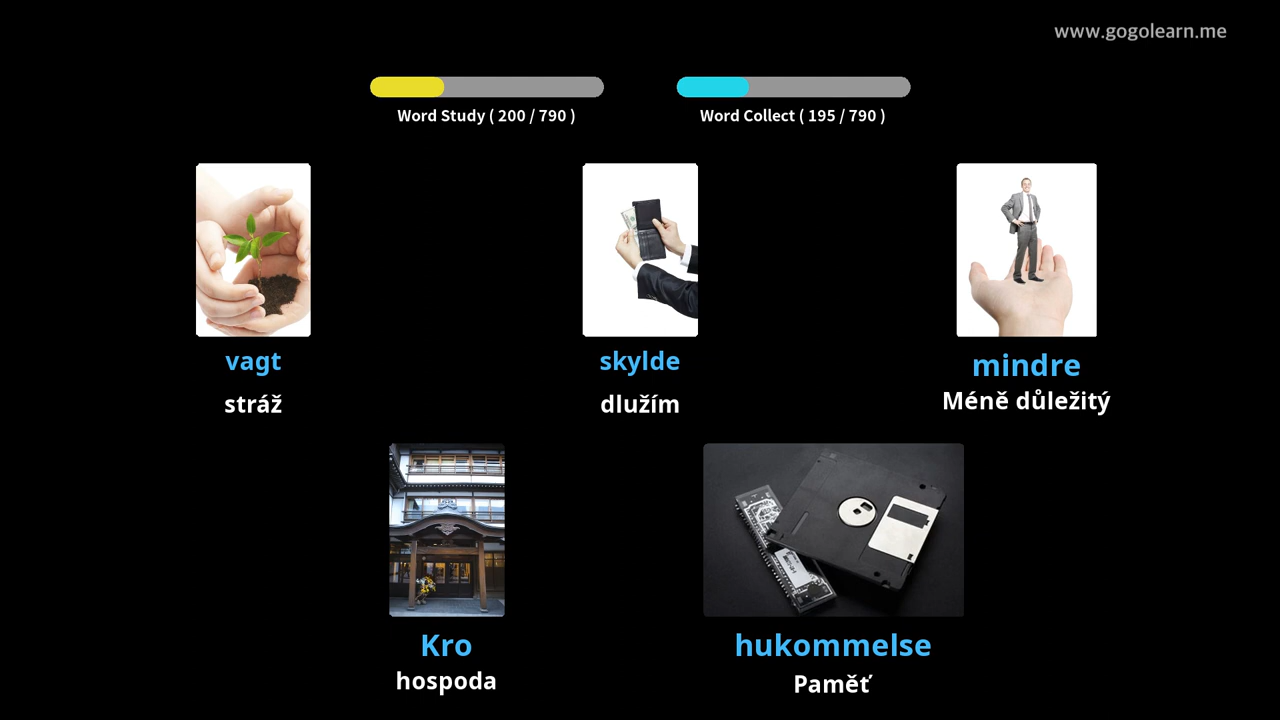 www.gogolearn.me
Word Study ( 200 / 790 )
Word Collect ( 195 / 790 )
vagt
stráž
skylde
dlužím
mindre
Méně důležitý
Kro
hospoda
hukommelse
Paměť